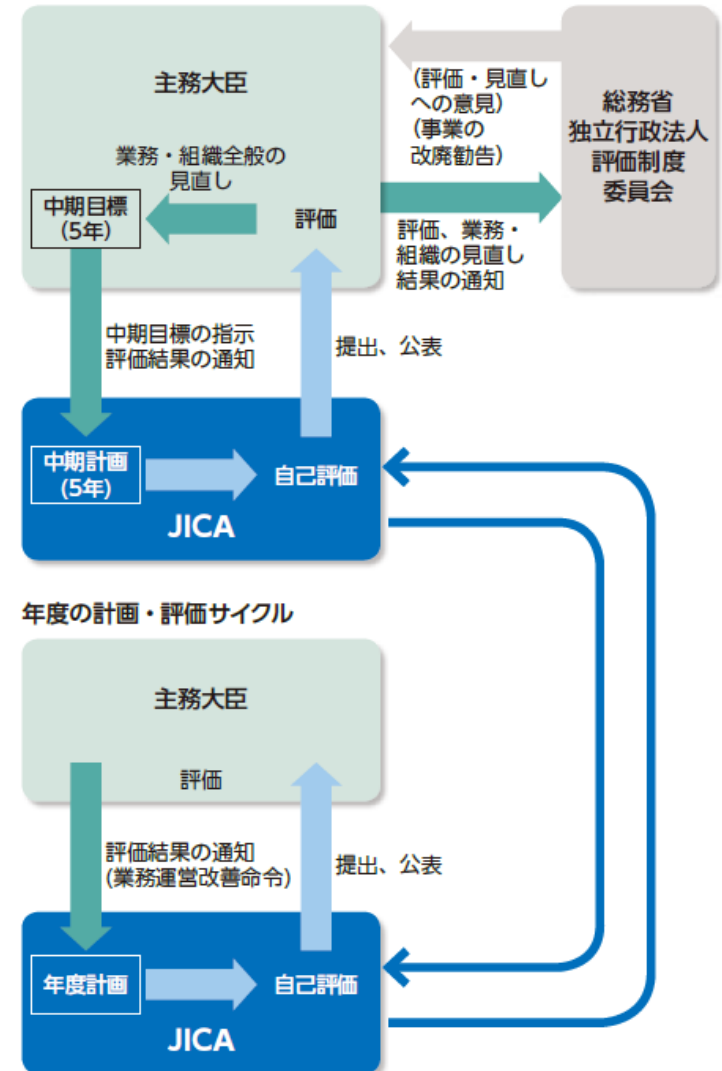 主務大臣
業務・組織全般の
見直し
中期目標
(5年)
評価
(評価・見直し
への意見)
(事業の
改廃勧告)
総務省
独立行政法人
評価制度
委員会
評価、業務・
組織の見直し
結果の通知
中期目標の指示
評価結果の通知
提出、公表
中期計画
(5年)
自己評価
JICA
年度の計画・評価サイクル
主務大臣
評価
評価結果の通知
(業務運営改善命令)
提出、公表
年度計画
自己評価
JICA